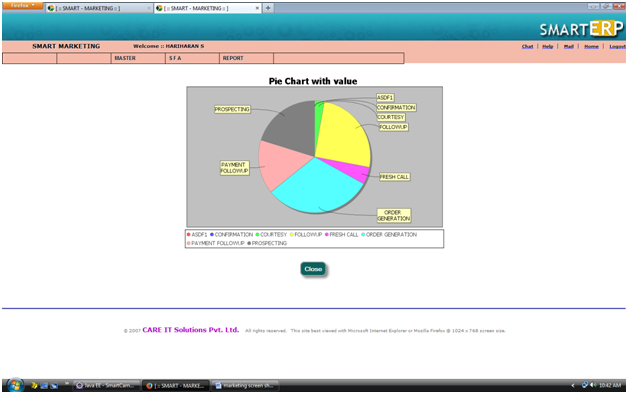 Firefox
[ :: SMART - MARKETING :: ] × [ :: SMART - MARKETING :: ] × +
SMARTERP
SMART MARKETING Welcome :: HARIHARAN S Chat | Help | Mail | Home | Logout
MASTER S F A REPORT
Pie Chart with value
ASDF1
CONFIRMATION
COURTESY
FOLLOWUP
PROSPECTING
PAYMENT
FOLLOWUP
FRESH CALL
ORDER
GENERATION
ASDF1 CONFIRMATION COURTESY FOLLOWUP FRESH CALL ORDER GENERATION
PAYMENT FOLLOWUP PROSPECTING
Close
© 2007 CARE IT Solutions Pvt. Ltd. All rights reserved. This site best viewed with Microsoft Internet Explorer or Mozilla Firefox @ 1024 x 768 screen size.
Java EE - SmartCam... [ :: SMART - MARKE... marketing screen sh... 10:42 AM